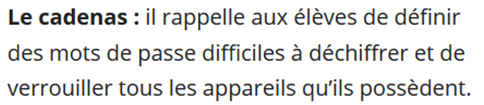 Le cadenas : il rappelle aux élèves de définir
des mots de passe difficiles à déchiffrer et de
verrouiller tous les appareils qu’ils possèdent.